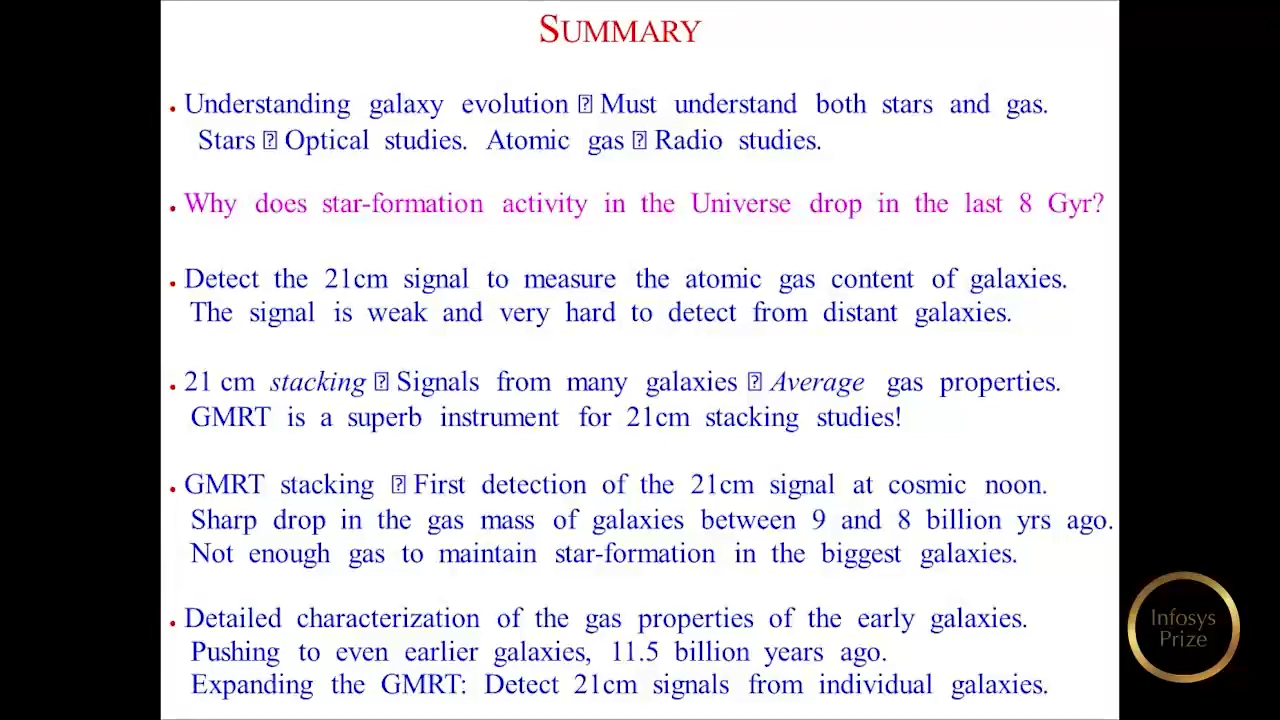 SUMMARY
• Understanding galaxy evolution ⍰ Must understand both stars and gas.
Stars ⍰ Optical studies. Atomic gas ⍰ Radio studies.
• Why does star-formation activity in the Universe drop in the last 8 Gyr?
• Detect the 21cm signal to measure the atomic gas content of galaxies.
The signal is weak and very hard to detect from distant galaxies.
• 21 cm stacking ⍰ Signals from many galaxies ⍰ Average gas properties.
GMRT is a superb instrument for 21cm stacking studies!
• GMRT stacking ⍰ First detection of the 21cm signal at cosmic noon.
Sharp drop in the gas mass of galaxies between 9 and 8 billion yrs ago.
Not enough gas to maintain star-formation in the biggest galaxies.
• Detailed characterization of the gas properties of the early galaxies.
Pushing to even earlier galaxies, 11.5 billion years ago.
Expanding the GMRT: Detect 21cm signals from individual galaxies.
Infosys
Prize